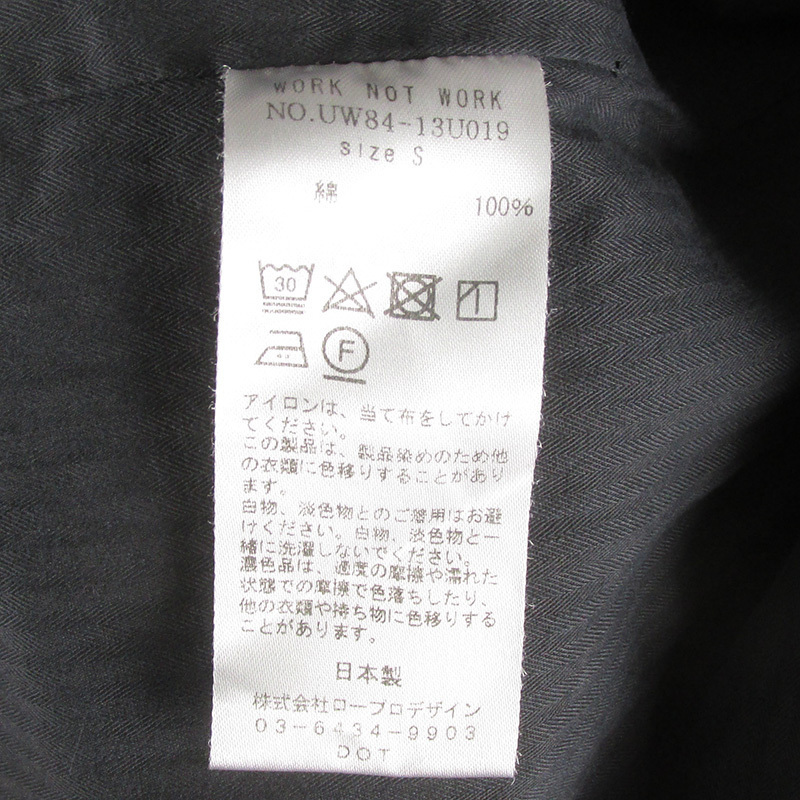 WORK NOT WORK
NO.UW84-13U019
size S
綿 100%
30
F
アイロンは、当て布をしてかけ
てください。
この製品は、製品染めのため他
の衣類に色移りすることがあり
ます。
白物、淡色物とのご着用はお避
けください。白物、淡色物と一
緒に洗濯しないでください。
濃色品は、過度の摩擦や濡れた
状態での摩擦で色落ちしたり、
他の衣類や持ち物に色移りする
ことがあります。
日本製
株式会社ロープロデザイン
03-6434-9903
DOT